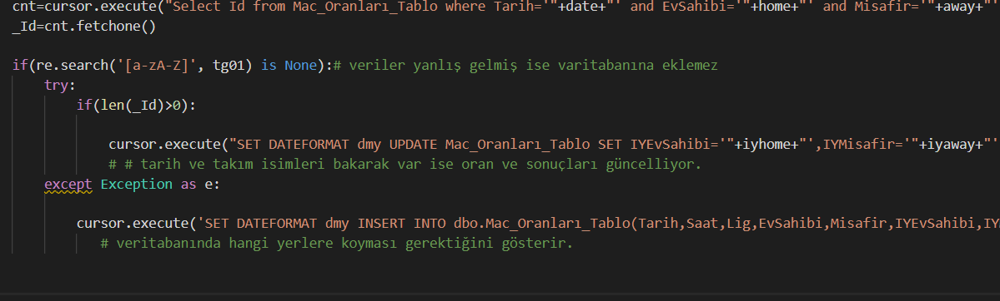 cnt=cursor.execute("Select Id from Mac_Oranları_Tablo where Tarih='"+date+"' and EvSahibi='"+home+"' and Misafir='"+away+"'
_Id=cnt.fetchone()
if(re.search('[a-zA-Z]', tg01) is None):# veriler yanlış gelmiş ise varitabanına eklemez
try:
if(len(_Id)>0):
cursor.execute("SET DATEFORMAT dmy UPDATE Mac_Oranları_Tablo SET IYEvSahibi='"+iyhome+"',IYMisafir='"+iyaway+"'
# # tarih ve takım isimleri bakarak var ise oran ve sonuçları güncelliyor.
except Exception as e:
cursor.execute('SET DATEFORMAT dmy INSERT INTO dbo.Mac_Oranları_Tablo(Tarih,Saat,Lig,EvSahibi,Misafir,IYEvSahibi,IY
# veritabanında hangi yerlere koyması gerektiğini gösterir.